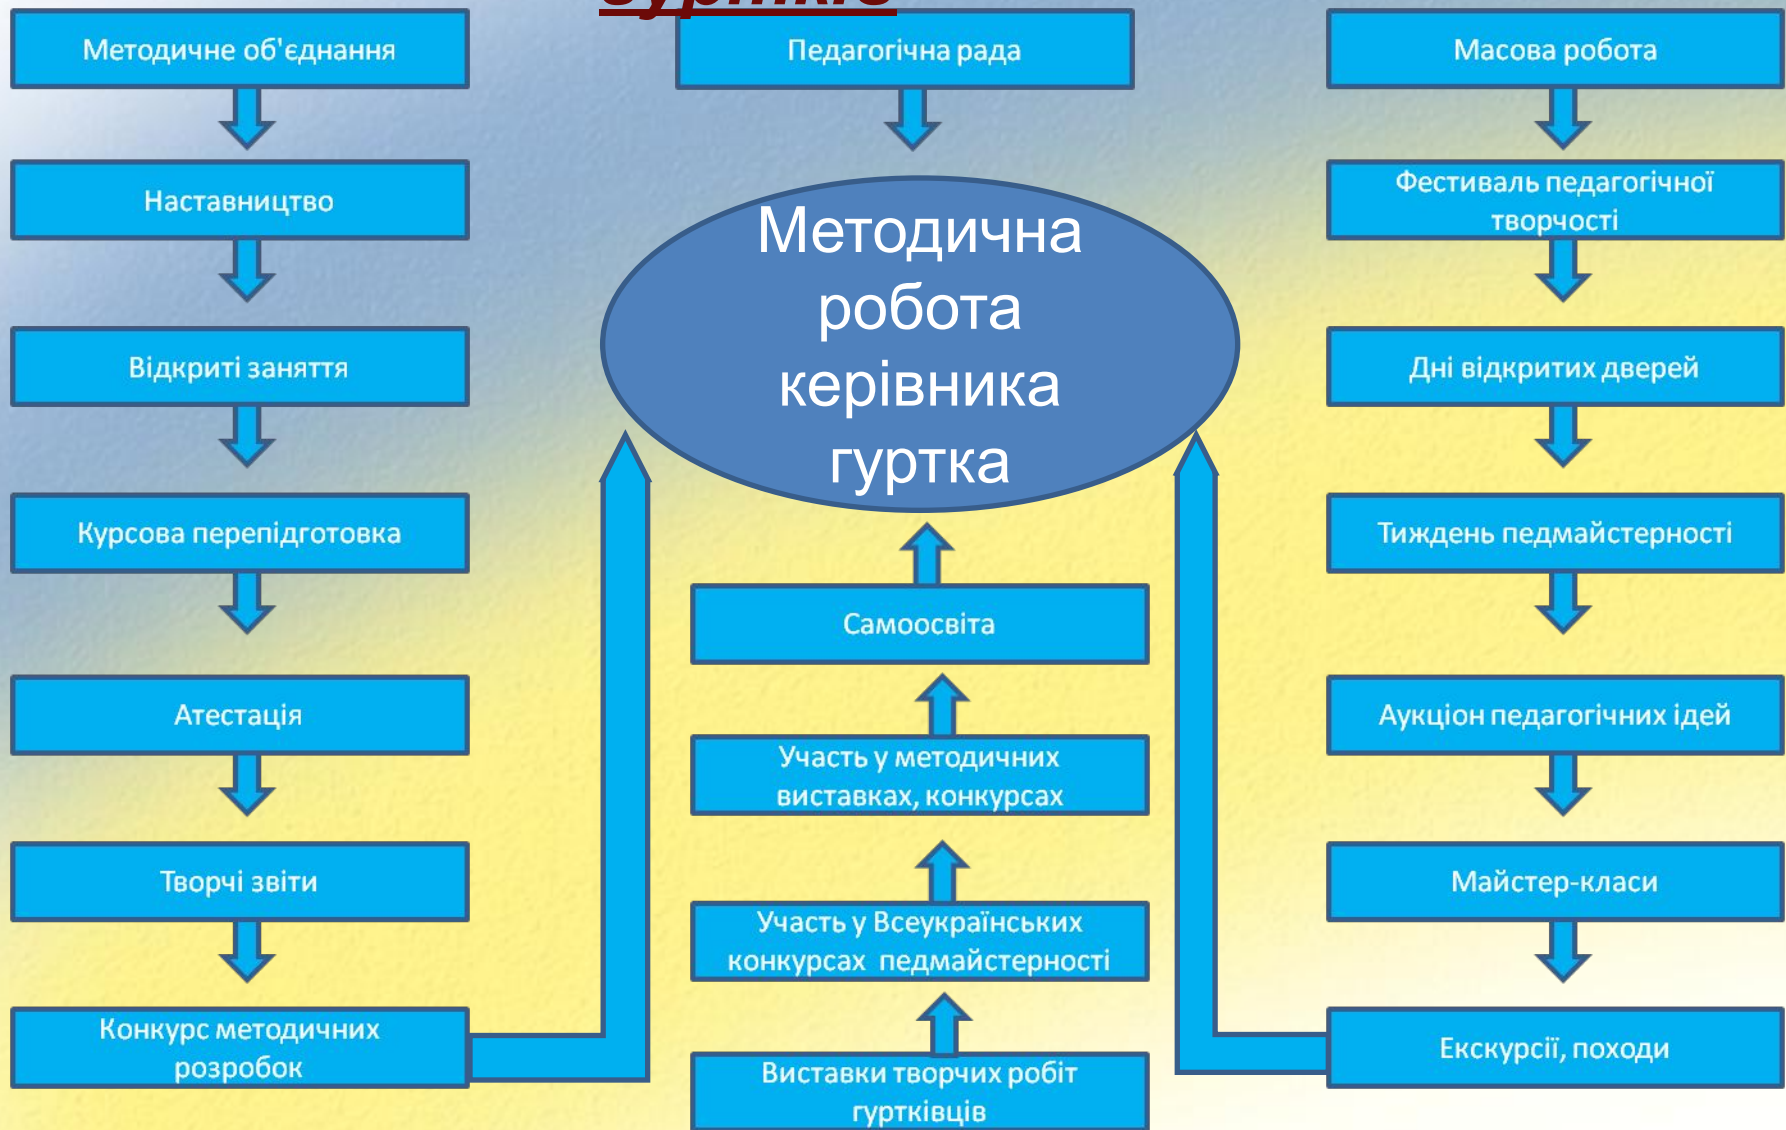 Методичне об'єднання
Наставництво
Відкриті заняття
Курсова перепідготовка
Атестація
Творчі звіти
Конкурс методичних
розробок
Педагогічна рада
Методична
робота
керівника
гуртка
Самоосвіта
Участь у методичних
виставках, конкурсах
Участь у Всеукраїнських
конкурсах педмайстерності
Виставки творчих робіт
гуртківців
Масова робота
Фестиваль педагогічної
творчості
Дні відкритих дверей
Тиждень педмайстерності
Аукціон педагогічних ідей
Майстер-класи
Екскурсії, походи